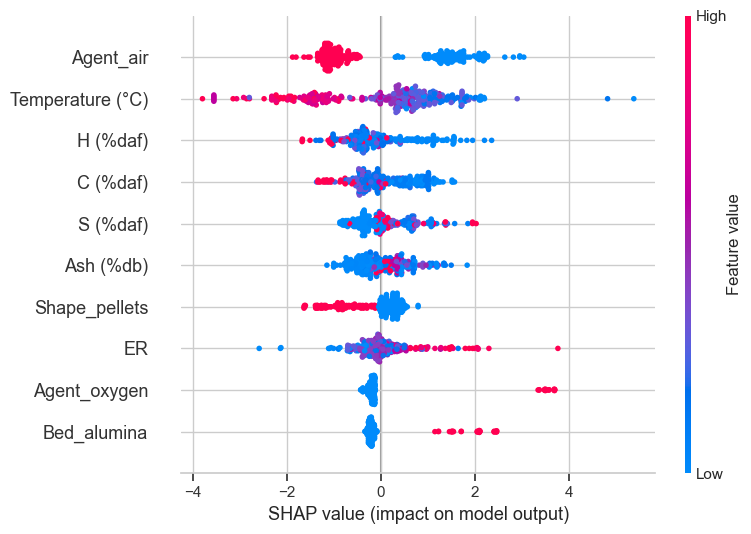 High
Agent_air
Temperature (°C)
H (%daf)
C (%daf)
S (%daf)
Ash (%db)
Shape_pellets
ER
Agent_oxygen
Bed_alumina
Feature value
Low
−4 −2 0 2 4
SHAP value (impact on model output)